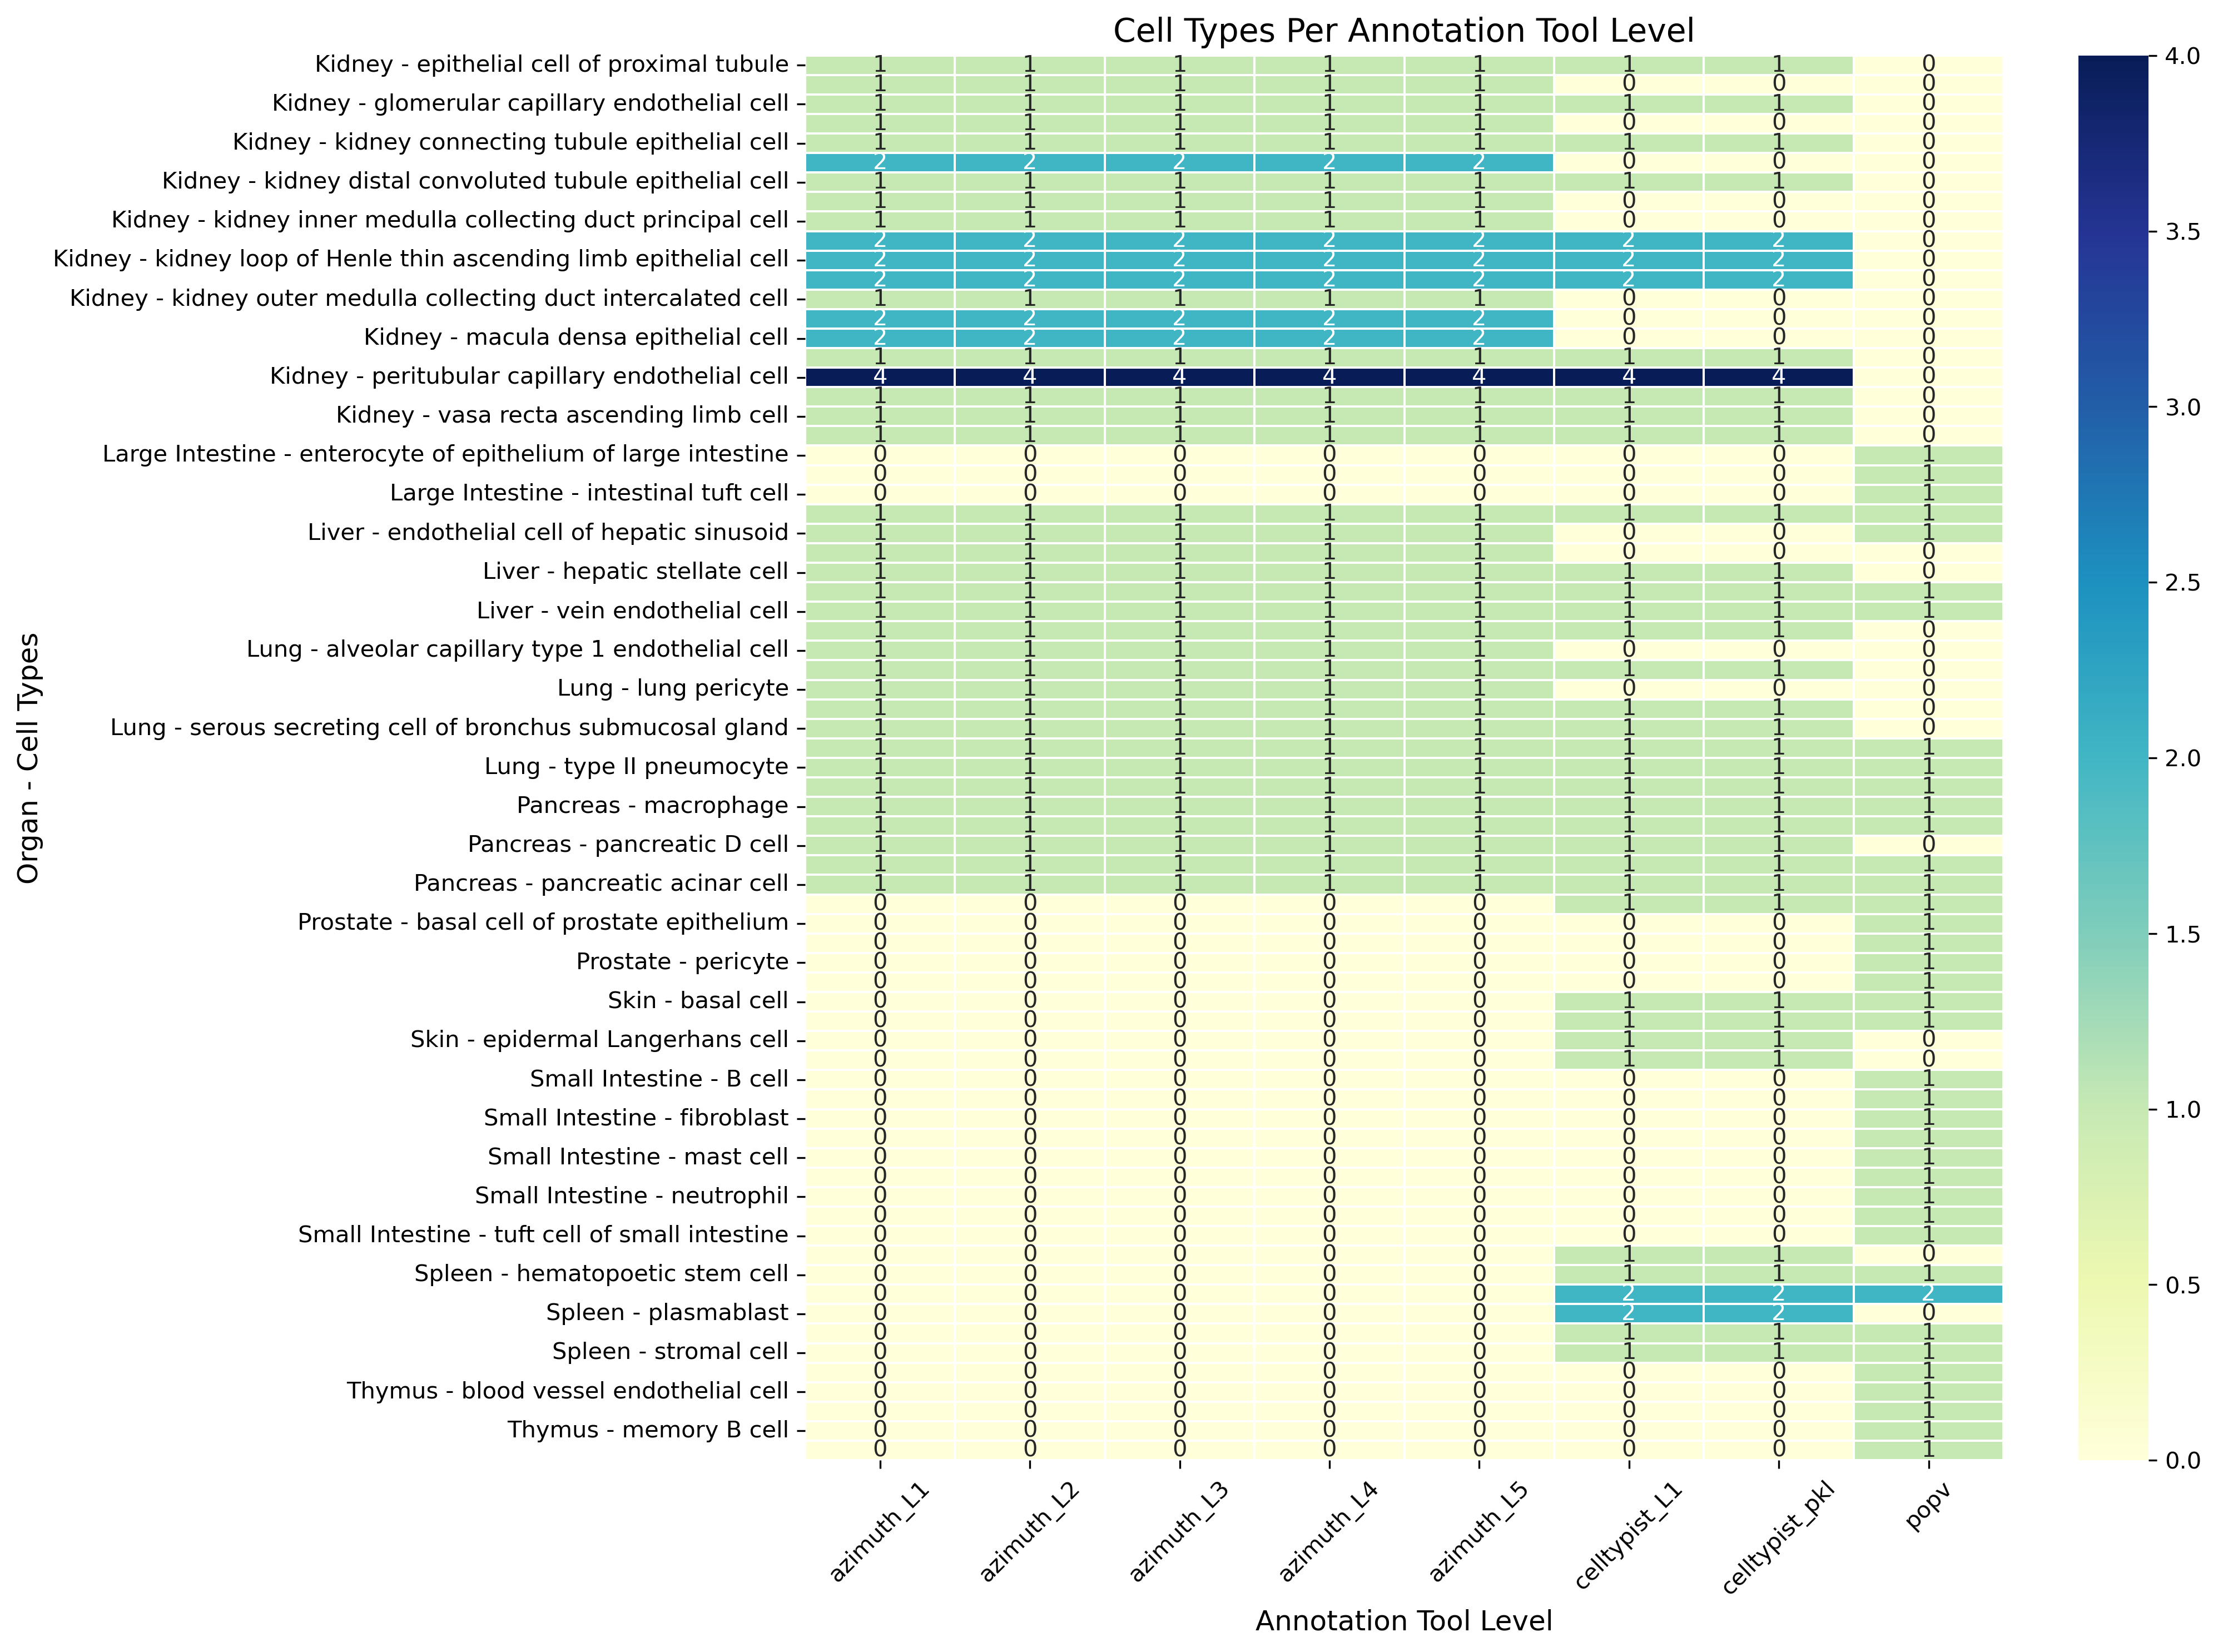 Cell Types Per Annotation Tool Level
Organ - Cell Types
Kidney - epithelial cell of proximal tubule 1 1 1 1 1 1 1 0
1 1 1 1 1 0 0 0
Kidney - glomerular capillary endothelial cell 1 1 1 1 1 1 1 0
1 1 1 1 1 0 0 0
Kidney - kidney connecting tubule epithelial cell 1 1 1 1 1 1 1 0
2 2 2 2 2 0 0 0
Kidney - kidney distal convoluted tubule epithelial cell 1 1 1 1 1 1 1 0
1 1 1 1 1 0 0 0
Kidney - kidney inner medulla collecting duct principal cell 1 1 1 1 1 0 0 0
2 2 2 2 2 2 2 0
Kidney - kidney loop of Henle thin ascending limb epithelial cell 2 2 2 2 2 2 2 0
2 2 2 2 2 2 2 0
Kidney - kidney outer medulla collecting duct intercalated cell 1 1 1 1 1 0 0 0
2 2 2 2 2 0 0 0
Kidney - macula densa epithelial cell 2 2 2 2 2 0 0 0
1 1 1 1 1 1 1 0
Kidney - peritubular capillary endothelial cell 4 4 4 4 4 4 4 0
1 1 1 1 1 1 1 0
Kidney - vasa recta ascending limb cell 1 1 1 1 1 1 1 0
1 1 1 1 1 1 1 0
Large Intestine - enterocyte of epithelium of large intestine 0 0 0 0 0 0 0 1
0 0 0 0 0 0 0 1
Large Intestine - intestinal tuft cell 0 0 0 0 0 0 0 1
1 1 1 1 1 1 1 1
Liver - endothelial cell of hepatic sinusoid 1 1 1 1 1 0 0 1
1 1 1 1 1 0 0 0
Liver - hepatic stellate cell 1 1 1 1 1 1 1 0
1 1 1 1 1 1 1 1
Liver - vein endothelial cell 1 1 1 1 1 1 1 1
1 1 1 1 1 1 1 0
Lung - alveolar capillary type 1 endothelial cell 1 1 1 1 1 0 0 0
1 1 1 1 1 1 1 0
Lung - lung pericyte 1 1 1 1 1 0 0 0
1 1 1 1 1 1 1 0
Lung - serous secreting cell of bronchus submucosal gland 1 1 1 1 1 1 1 0
1 1 1 1 1 1 1 1
Lung - type II pneumocyte 1 1 1 1 1 1 1 1
1 1 1 1 1 1 1 1
Pancreas - macrophage 1 1 1 1 1 1 1 1
1 1 1 1 1 1 1 1
Pancreas - pancreatic D cell 1 1 1 1 1 1 1 0
1 1 1 1 1 1 1 1
Pancreas - pancreatic acinar cell 1 1 1 1 1 1 1 1
0 0 0 0 0 1 1 1
Prostate - basal cell of prostate epithelium 0 0 0 0 0 0 0 1
0 0 0 0 0 0 0 1
Prostate - pericyte 0 0 0 0 0 0 0 1
0 0 0 0 0 0 0 1
Skin - basal cell 0 0 0 0 0 1 1 1
0 0 0 0 0 1 1 1
Skin - epidermal Langerhans cell 0 0 0 0 0 1 1 0
0 0 0 0 0 1 1 0
Small Intestine - B cell 0 0 0 0 0 0 0 1
0 0 0 0 0 0 0 1
Small Intestine - fibroblast 0 0 0 0 0 0 0 1
0 0 0 0 0 0 0 1
Small Intestine - mast cell 0 0 0 0 0 0 0 1
0 0 0 0 0 0 0 1
Small Intestine - neutrophil 0 0 0 0 0 0 0 1
0 0 0 0 0 0 0 1
Small Intestine - tuft cell of small intestine 0 0 0 0 0 0 0 1
0 0 0 0 0 1 1 0
Spleen - hematopoetic stem cell 0 0 0 0 0 1 1 1
0 0 0 0 0 2 2 2
Spleen - plasmablast 0 0 0 0 0 2 2 0
0 0 0 0 0 1 1 1
Spleen - stromal cell 0 0 0 0 0 1 1 1
0 0 0 0 0 0 0 1
Thymus - blood vessel endothelial cell 0 0 0 0 0 0 0 1
0 0 0 0 0 0 0 1
Thymus - memory B cell 0 0 0 0 0 0 0 1
0 0 0 0 0 0 0 1
azimuth_L1 azimuth_L2 azimuth_L3 azimuth_L4 azimuth_L5 celltypist_L1 celltypist_pkl popv
Annotation Tool Level
4.0
3.5
3.0
2.5
2.0
1.5
1.0
0.5
0.0